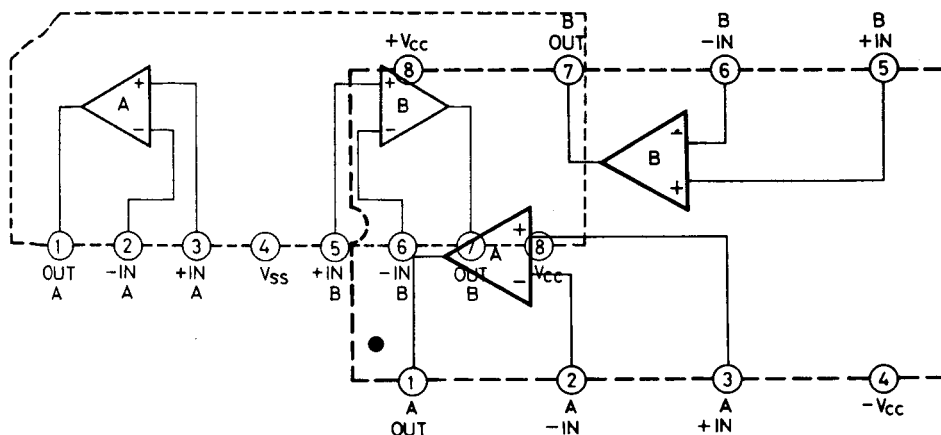 B B B
+Vcc OUT -IN +IN
8 7 6 5
+ +
A B
- -
- B
+
1 2 3 4 5 6 7 8
+ A
-
OUT -IN +IN VSS +IN -IN OUT VCC
A A A B B B
1 2 3 4
A A A -VCC
OUT -IN +IN